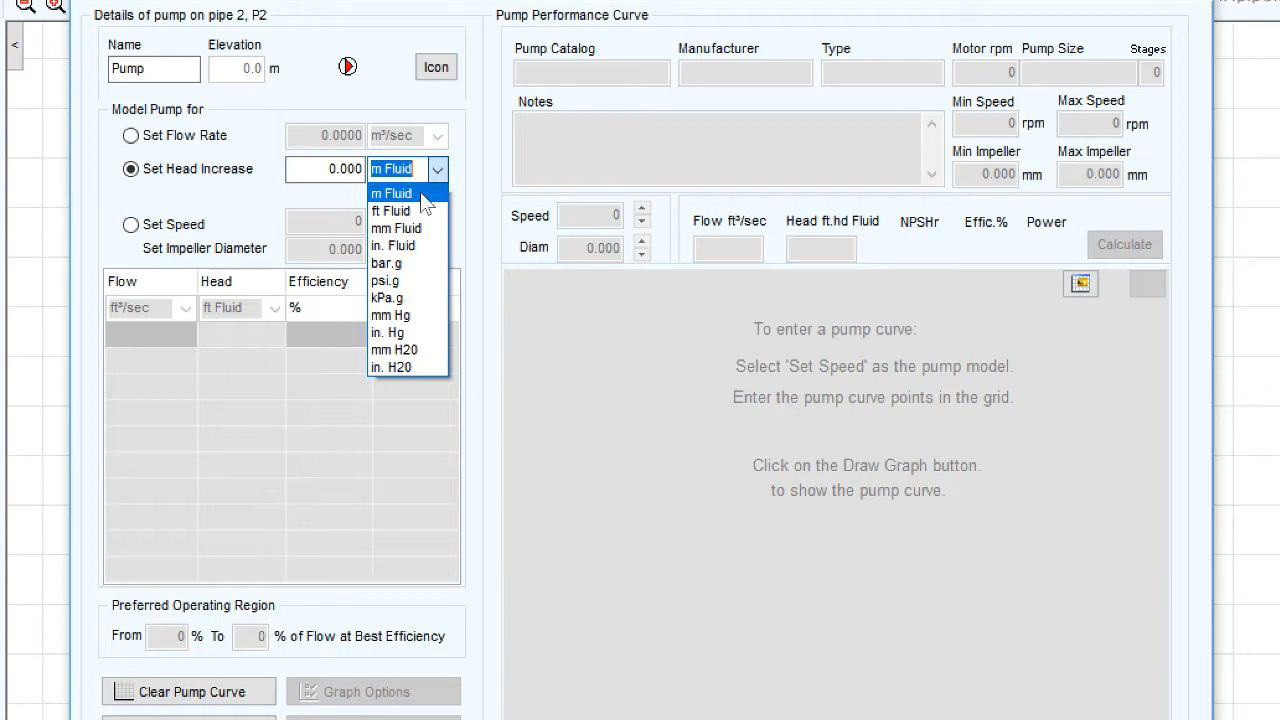 <
Details of pump on pipe 2, P2
Name
Elevation
Pump
0.0 m
Icon
Model Pump for
Set Flow Rate
0.0000
m³/sec
Set Head Increase
0.000
m Fluid
m Fluid
ft Fluid
mm Fluid
in. Fluid
bar.g
psi.g
kPa.g
mm Hg
in. Hg
mm H20
in. H20
Set Speed
0
Set Impeller Diameter
0.000
Flow
Head
Efficiency
ft³/sec
ft Fluid
%
Preferred Operating Region
From 0 % To 0 % of Flow at Best Efficiency
Clear Pump Curve
Graph Options
Pump Performance Curve
Pump Catalog
Manufacturer
Type
Motor rpm
Pump Size
Stages
0
0
Notes
Min Speed
Max Speed
0 rpm
0 rpm
Min Impeller
Max Impeller
0.000 mm
0.000 mm
Speed
0
Diam
0.000
Flow ft³/sec
Head ft.hd Fluid
NPSHr
Effic.%
Power
Calculate
To enter a pump curve:
Select 'Set Speed' as the pump model.
Enter the pump curve points in the grid.
Click on the Draw Graph button.
to show the pump curve.